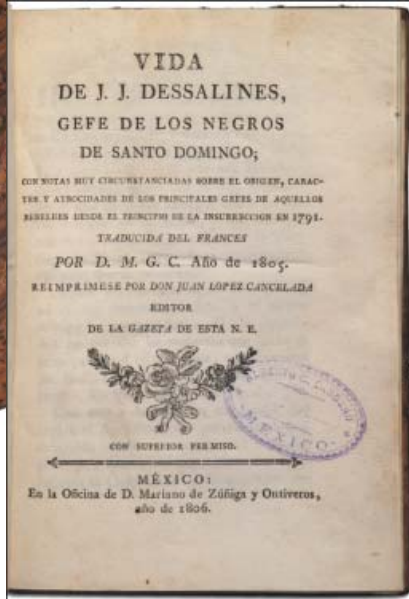 VIDA
DE J. J. DESSALINES,
GEFE DE LOS NEGROS
DE SANTO DOMINGO;
CON NOTAS MUY CIRCUNSTANCIADAS SOBRE EL ORIGEN, CARAC-
TER Y ATROCIDADES DE LOS PRINCIPALES GEFES DE AQUELLOS
REBELDES DESDE EL PRINCIPIO DE LA INSURRECCION EN 1791.
TRADUCIDA DEL FRANCES
POR D. M. G. C. Año de 1805.
REIMPRIMESE POR DON JUAN LOPEZ CANCELADA
EDITOR
DE LA GAZETA DE ESTA N. E.
MEXICO
CON SUPERIOR PERMISO.
MÉXICO:
En la Oficina de D. Mariano de Zúñiga y Ontiveros,
año de 1806.